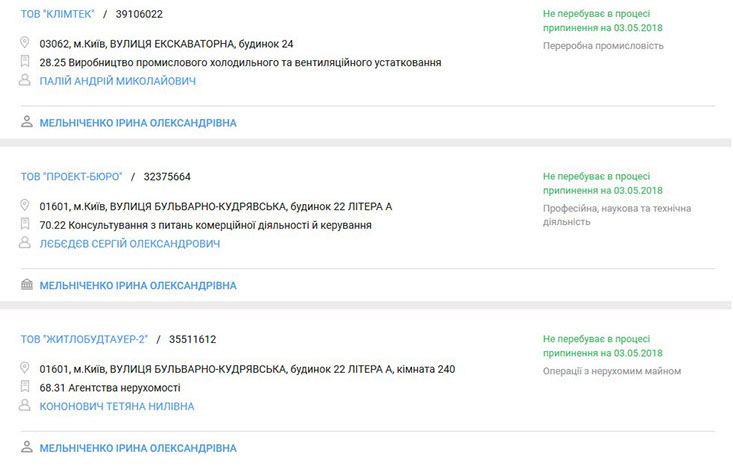 ТОВ "КЛІМТЕК" / 39106022
Не перебуває в процесі
припинення на 03.05.2018
Переробна промисловість
03062, м.Київ, ВУЛИЦЯ ЕКСКАВАТОРНА, будинок 24
28.25 Виробництво промислового холодильного та вентиляційного устатковання
ПАЛІЙ АНДРІЙ МИКОЛАЙОВИЧ
МЕЛЬНІЧЕНКО ІРИНА ОЛЕКСАНДРІВНА
ТОВ "ПРОЕКТ-БЮРО" / 32375664
Не перебуває в процесі
припинення на 03.05.2018
Професійна, наукова та технічна
діяльність
01601, м.Київ, ВУЛИЦЯ БУЛЬВАРНО-КУДРЯВСЬКА, будинок 22 ЛІТЕРА А
70.22 Консультування з питань комерційної діяльності й керування
ЛЄБЄДЄВ СЕРГІЙ ОЛЕКСАНДРОВИЧ
МЕЛЬНІЧЕНКО ІРИНА ОЛЕКСАНДРІВНА
ТОВ "ЖИТЛОБУДТАУЕР-2" / 35511612
Не перебуває в процесі
припинення на 03.05.2018
Операції з нерухомим майном
01601, м.Київ, ВУЛИЦЯ БУЛЬВАРНО-КУДРЯВСЬКА, будинок 22 ЛІТЕРА А, кімната 240
68.31 Агентства нерухомості
КОНОНОВИЧ ТЕТЯНА НИЛІВНА
МЕЛЬНІЧЕНКО ІРИНА ОЛЕКСАНДРІВНА